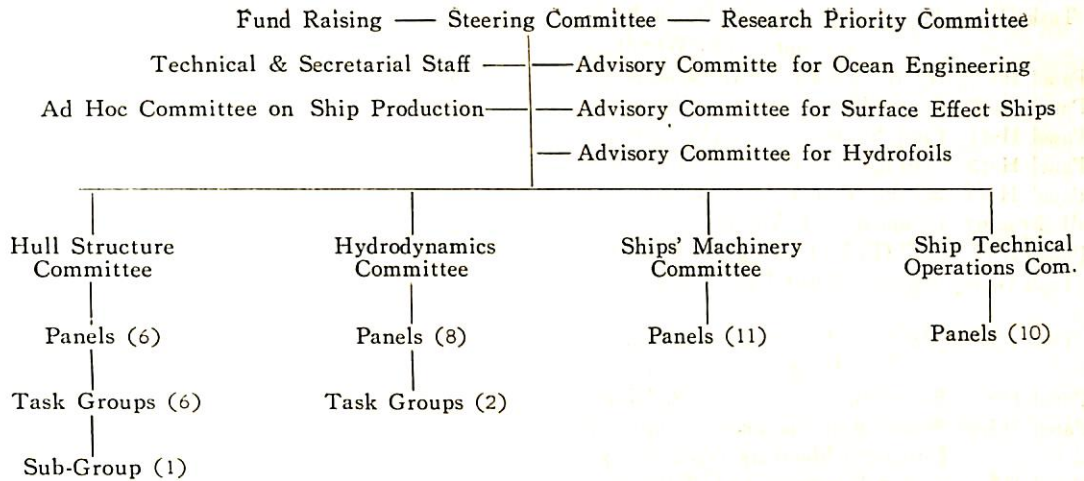 Fund Raising — Steering Committee — Research Priority Committee
Technical & Secretarial Staff — Advisory Committe for Ocean Engineering
Ad Hoc Committee on Ship Production — Advisory Committee for Surface Effect Ships
— Advisory Committee for Hydrofoils
Hull Structure Committee
Hydrodynamics Committee
Ships' Machinery Committee
Ship Technical Operations Com.
Panels (6)
Panels (8)
Panels (11)
Panels (10)
Task Groups (6)
Task Groups (2)
Sub-Group (1)